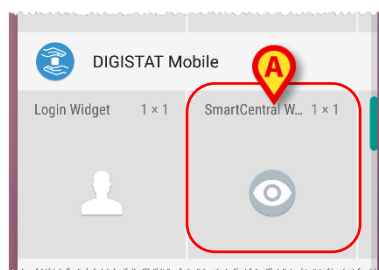 DIGISTAT Mobile
A
Login Widget 1 × 1
SmartCentral W... 1 × 1